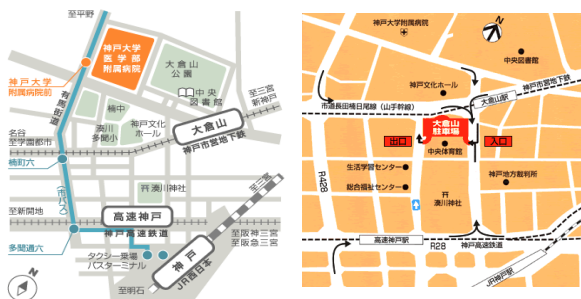 至平野
神戸大学
医学部
附属病院
神戸大学
附属病院前
有馬街道
大倉山
公園
中央
図書館
至三宮
新神戸
楠中
湊川
多聞小
神戸文化
ホール
大倉山
神戸市営地下鉄
名谷
至学園都市
楠町六
〈市バス〉
湊川神社
至三宮
至新開地
高速神戸
神戸高速鉄道
多聞通六
タクシー乗場
バスターミナル
神戸
JR西日本
至阪神三宮
至阪急三宮
至明石
N
神戸大学附属病院
N
中央図書館
神戸文化ホール
神戸市営地下鉄
大倉山駅
市道長田楠日尾線（山手幹線）
大倉山
駐車場
出口
入口
中央体育館
生活学習センター
総合福祉センター
神戸地方裁判所
湊川神社
R428
R428
高速神戸駅
R28
神戸高速鉄道
JR神戸駅